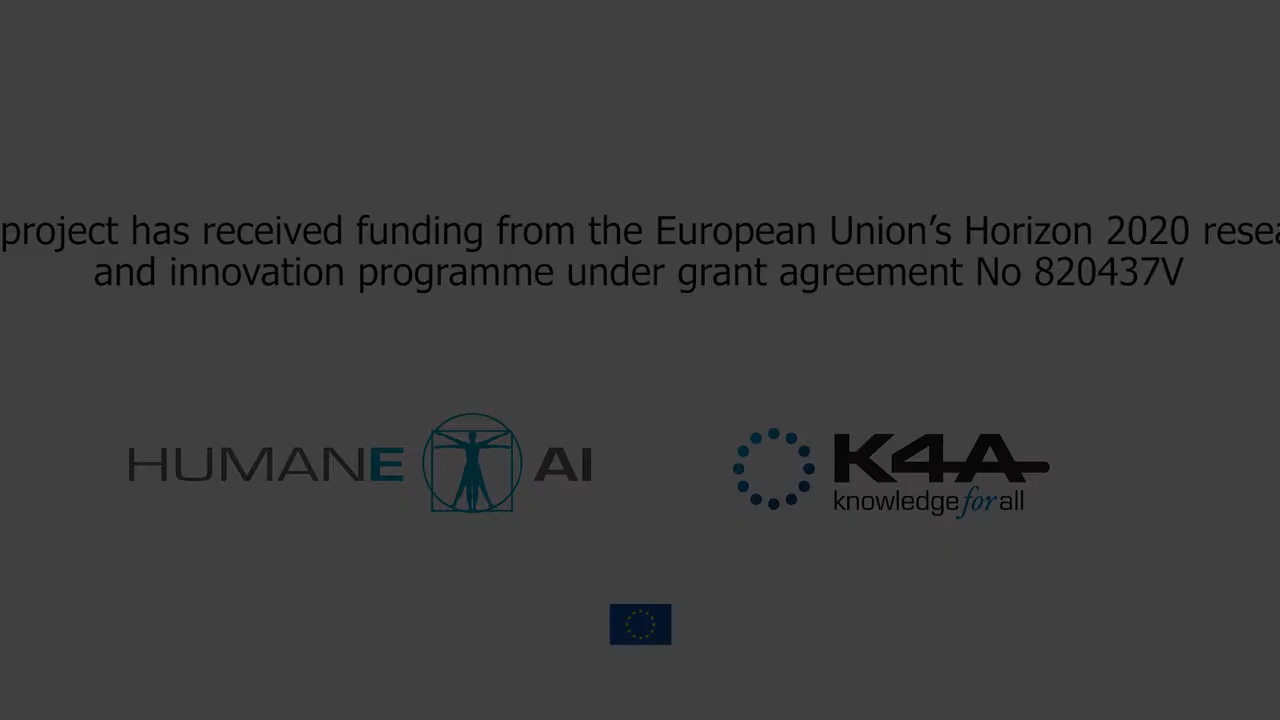 project has received funding from the European Union’s Horizon 2020 resea
and innovation programme under grant agreement No 820437V
HUMANE AI
K4A
knowledge for all